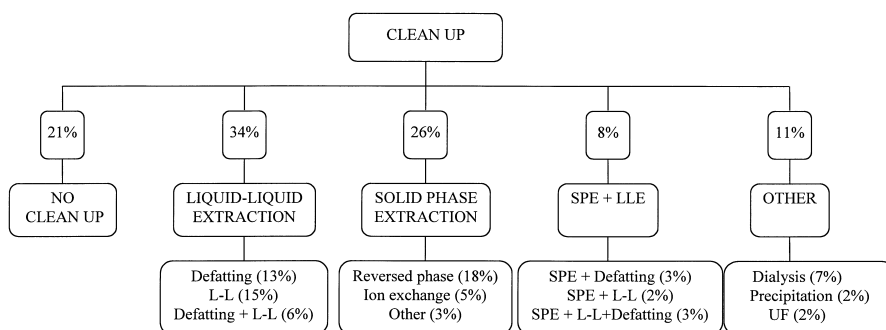 CLEAN UP
21%
34%
26%
8%
11%
NO
CLEAN UP
LIQUID-LIQUID
EXTRACTION
SOLID PHASE
EXTRACTION
SPE + LLE
OTHER
Defatting (13%)
L-L (15%)
Defatting + L-L (6%)
Reversed phase (18%)
Ion exchange (5%)
Other (3%)
SPE + Defatting (3%)
SPE + L-L (2%)
SPE + L-L+Defatting (3%)
Dialysis (7%)
Precipitation (2%)
UF (2%)